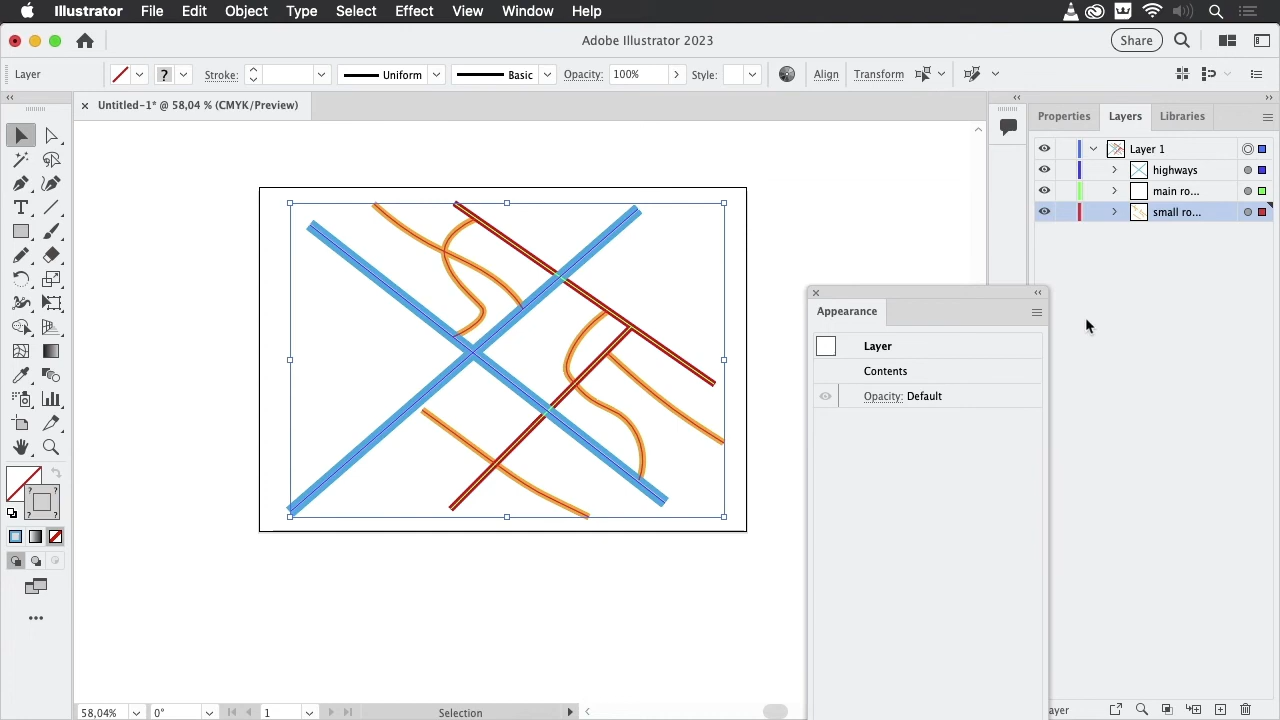 Illustrator File Edit Object Type Select Effect View Window Help
Adobe Illustrator 2023
Share
Layer
?
Stroke:
Uniform
Basic
Opacity:
100%
Style:
Align
Transform
Untitled-1* @ 58,04 % (CMYK/Preview)
Properties
Layers
Libraries
Layer 1
highways
main ro...
small ro...
Appearance
Layer
Contents
Opacity: Default
? ?
? ?
58,04%
0°
1
Selection
ayer